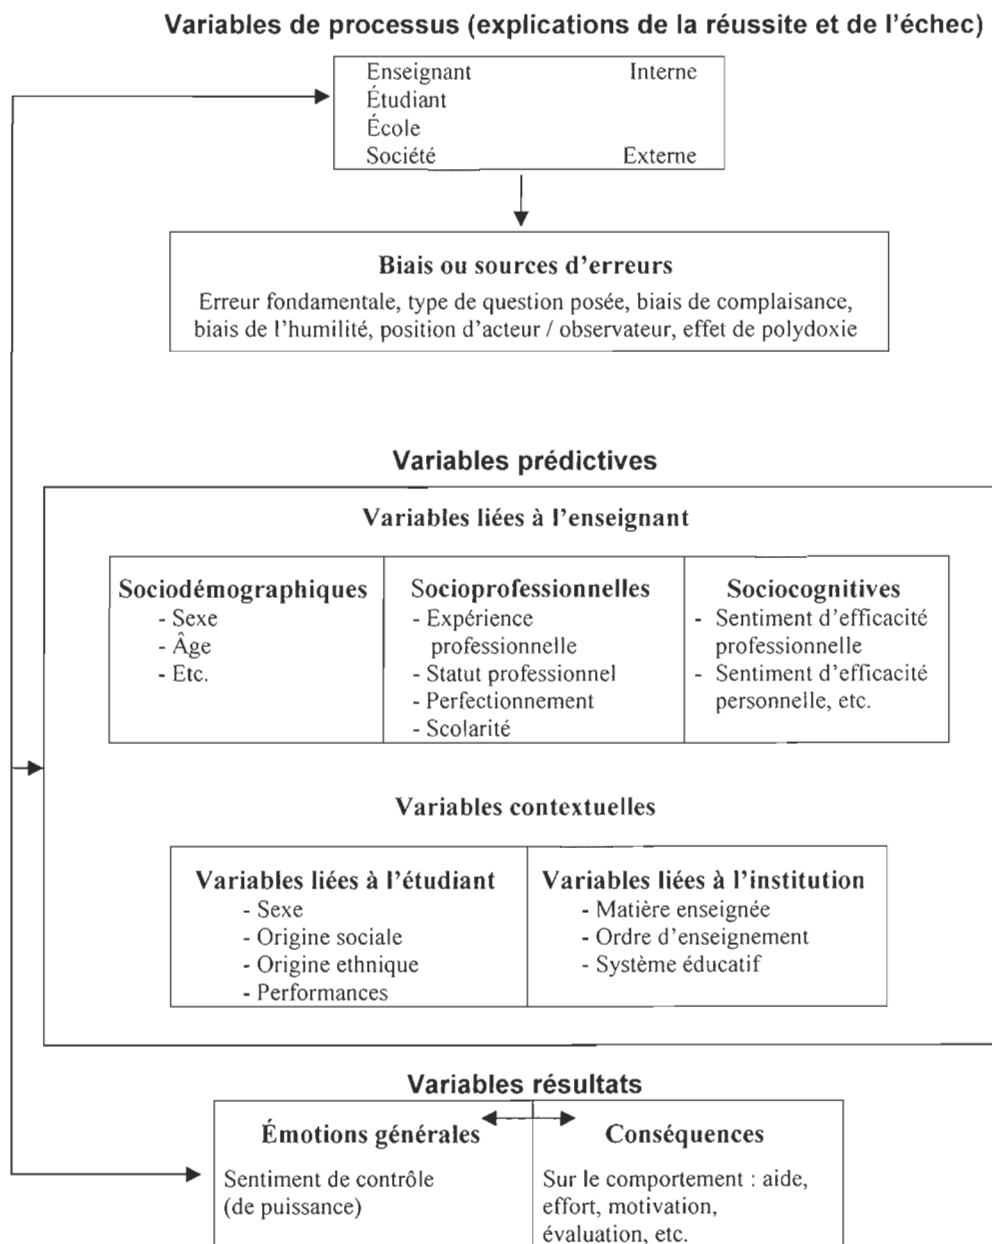 Variables de processus (explications de la réussite et de l'échec)
Enseignant Interne
Étudiant
École
Société Externe
Biais ou sources d'erreurs
Erreur fondamentale, type de question posée, biais de complaisance,
biais de l'humilité, position d'acteur / observateur, effet de polydoxie
Variables prédictives
Variables liées à l'enseignant
Sociodémographiques
- Sexe
- Âge
- Etc.
Socioprofessionnelles
- Expérience
professionnelle
- Statut professionnel
- Perfectionnement
- Scolarité
Sociocognitives
- Sentiment d'efficacité
professionnelle
- Sentiment d'efficacité
personnelle, etc.
Variables contextuelles
Variables liées à l'étudiant
- Sexe
- Origine sociale
- Origine ethnique
- Performances
Variables liées à l'institution
- Matière enseignée
- Ordre d'enseignement
- Système éducatif
Variables résultats
Émotions générales
Sentiment de contrôle
(de puissance)
Conséquences
Sur le comportement : aide,
effort, motivation,
évaluation, etc.